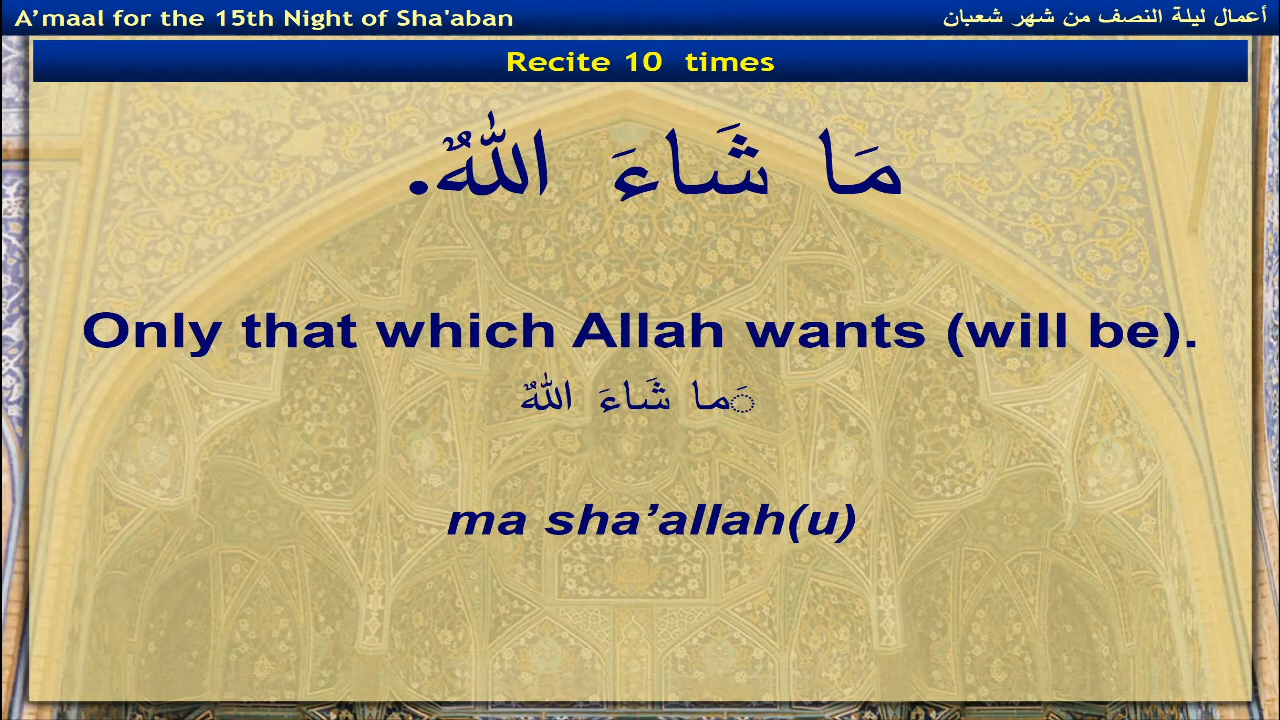 A’maal for the 15th Night of Sha'aban
أعمال ليلة النصف من شهر شعبان
Recite 10 times
مَا شَاءَ اللّٰهُ.
Only that which Allah wants (will be).
َما شَاءَ اللّٰهُ
ma sha’allah(u)